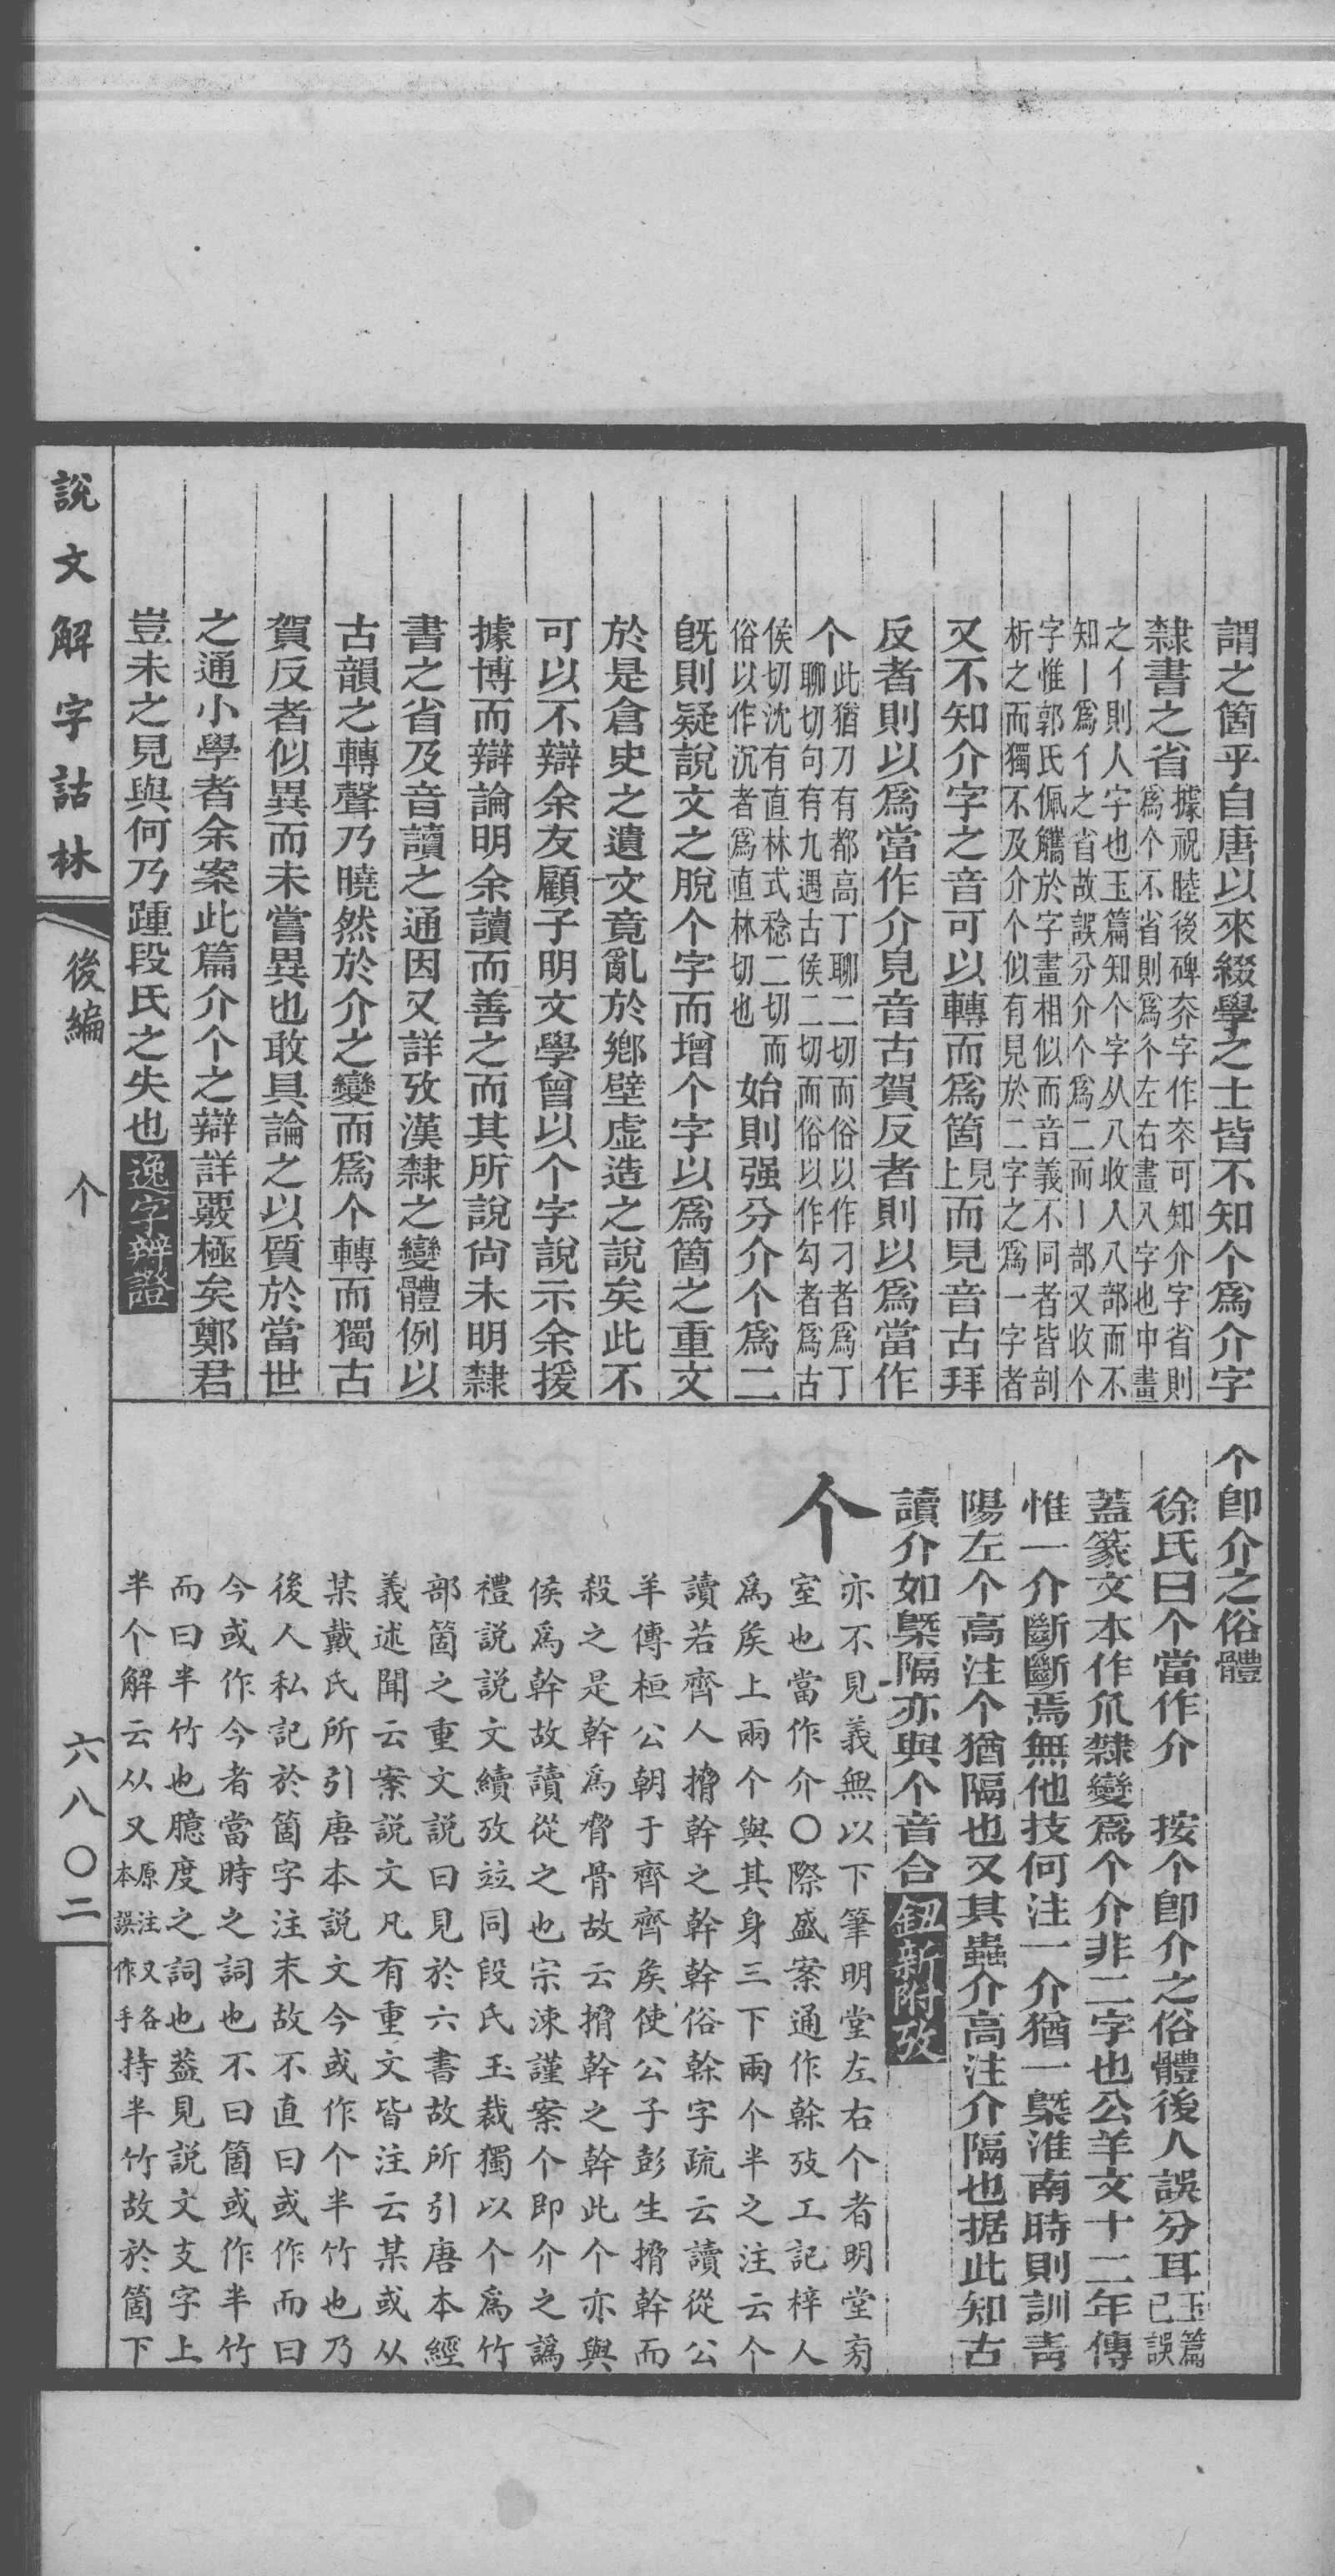 謂之箇乎自唐以來綴學之士皆不知个爲介字
隸書之省據祝睦後碑夰字作夲可知介字省則爲个不省則爲介左右畫入字也中畫
之亻則人字也玉篇知个字从八收人八部而不知丨爲亻之省故誤分介个爲二而丨部又收个
字惟郭氏佩觿於字畫相似而音義不同者皆剖析之而獨不及介个似有見於二字之爲一字者
又不知介字之音可以轉而爲箇見上而見音古拜
反者則以爲當作介見音古賀反者則以爲當作
个此猶刀有都高丁聊二切而俗以作刁者爲丁聊切句有九遇古侯二切而俗以作勾者爲古
侯切沈有直林式稔二切而俗以作沉者爲直林切也始則强分介个爲二
旣則疑說文之脫个字而增个字以爲箇之重文
於是倉史之遺文竟亂於鄉壁虛造之說矣此不
可以不辯余友顧子明文學曾以个字說示余援
據博而辯論明余讀而善之而其所說尙未明隸
書之省及音讀之通因又詳攷漢隸之變體例以
古韻之轉聲乃曉然於介之變而爲个轉而獨古
賀反者似異而未嘗異也敢具論之以質於當世
之通小學者余案此篇介个之辯詳覈極矣鄭君
豈未之見與何乃踵段氏之失也逸字辨證
个卽介之俗體
徐氏曰个當作介　按个卽介之俗體後人誤分耳玉篇已誤
蓋篆文本作介隸變爲个介非二字也公羊文十二年傳
惟一介斷斷焉無他技何注一介猶一槩淮南時則訓靑
陽左个高注个猶隔也又其蟲介高注介隔也据此知古
讀介如槩隔亦與个音合鈕新附攷
个
亦不見義無以下筆明堂左右个者明堂旁
室也當作介〇際盛案通作榦攷工記梓人
爲矦上兩个與其身三下兩个半之注云个
讀若齊人搚幹之幹幹俗榦字疏云讀從公
羊傳桓公朝于齊齊矦使公子彭生搚幹而
殺之是幹爲脅骨故云搚幹之幹此个亦與
侯爲幹故讀從之也宗涑謹案个即介之譌
禮説説文續攷竝同段氏玉裁獨以个爲竹
部箇之重文説曰見於六書故所引唐本經
義述聞云案説文凡有重文皆注云某或从
某戴氏所引唐本説文今或作个半竹也乃
後人私記於箇字注末故不直曰或作而曰
今或作今者當時之詞也不曰箇或作半竹
而曰半竹也臆度之詞也葢見説文支字上
半个解云从又原注又各本誤作手持半竹故於箇下
說文解字詁林　後編　个　六八〇二